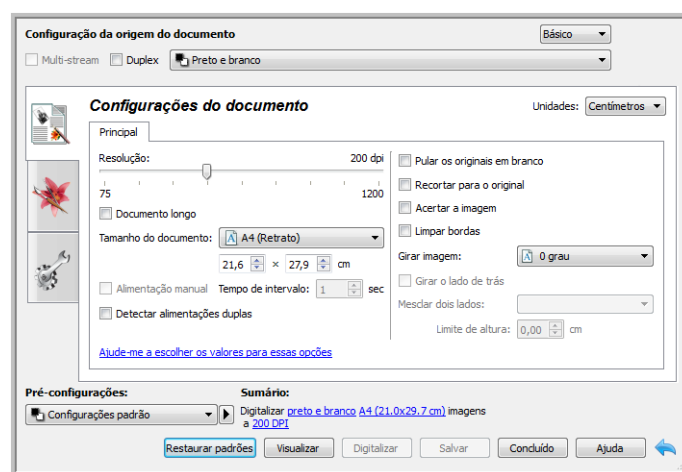 Configuração da origem do documento
Básico
Multi-stream Duplex Preto e branco
Configurações do documento
Unidades: Centímetros
Principal
Resolução: 200 dpi
75 1200
Documento longo
Tamanho do documento: A4 (Retrato)
21,6 × 27,9 cm
Alimentação manual Tempo de intervalo: 1 sec
Detectar alimentações duplas
Ajude-me a escolher os valores para essas opções
Pular os originais em branco
Recortar para o original
Acertar a imagem
Limpar bordas
Girar imagem: 0 grau
Girar o lado de trás
Mesclar dois lados:
Limite de altura: 0,00 cm
Pré-configurações:
Configurações padrão
Sumário:
Digitalizar preto e branco A4 (21.0x29.7 cm) imagens
a 200 DPI
Restaurar padrões Visualizar Digitalizar Salvar Concluído Ajuda